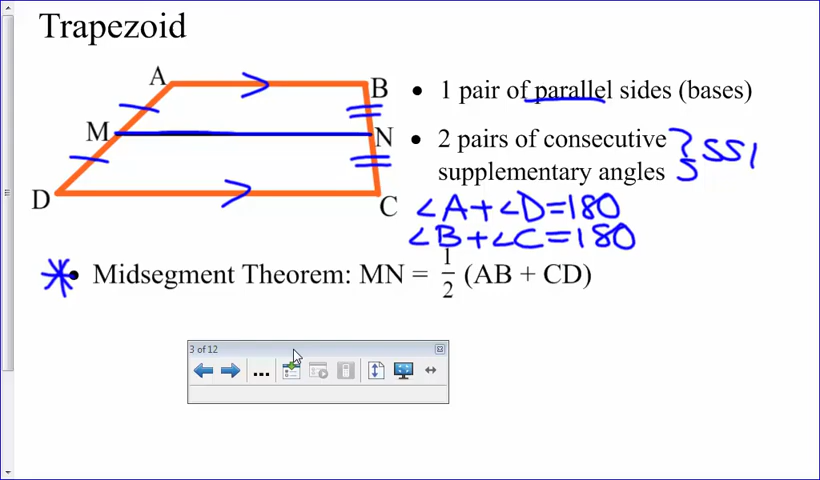 Trapezoid
A
B
• 1 pair of parallel sides (bases)
M
N
• 2 pairs of consecutive
supplementary angles
SSI
D
C
∠A+∠D=180
∠B+∠C=180
• Midsegment Theorem: MN = 1/2 (AB + CD)
3 of 12
...